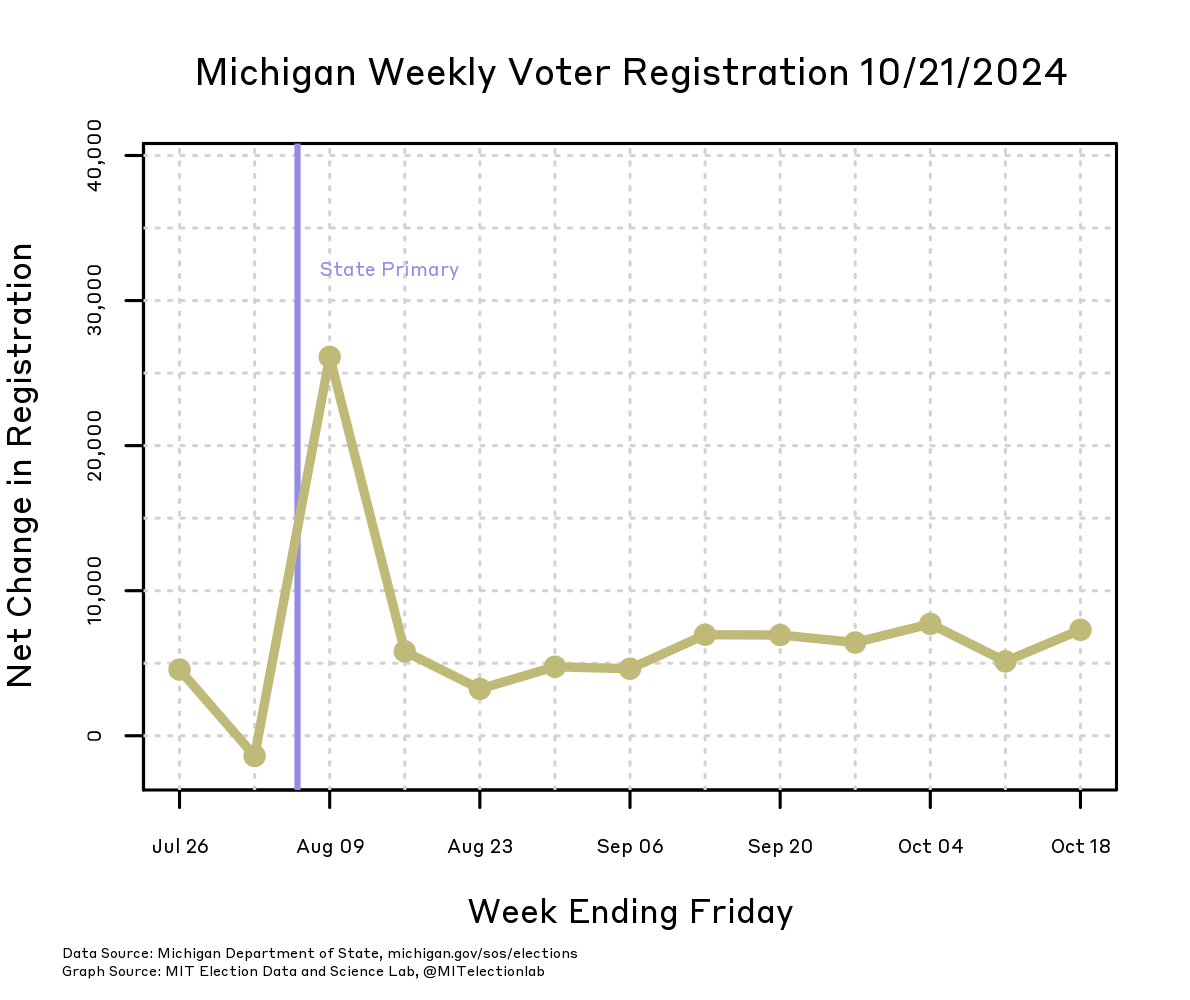 Michigan Weekly Voter Registration 10/21/2024
40,000
30,000
20,000
10,000
0
Net Change in Registration
State Primary
Jul 26 Aug 09 Aug 23 Sep 06 Sep 20 Oct 04 Oct 18
Week Ending Friday
Data Source: Michigan Department of State, michigan.gov/sos/elections
Graph Source: MIT Election Data and Science Lab, @MITelectionlab